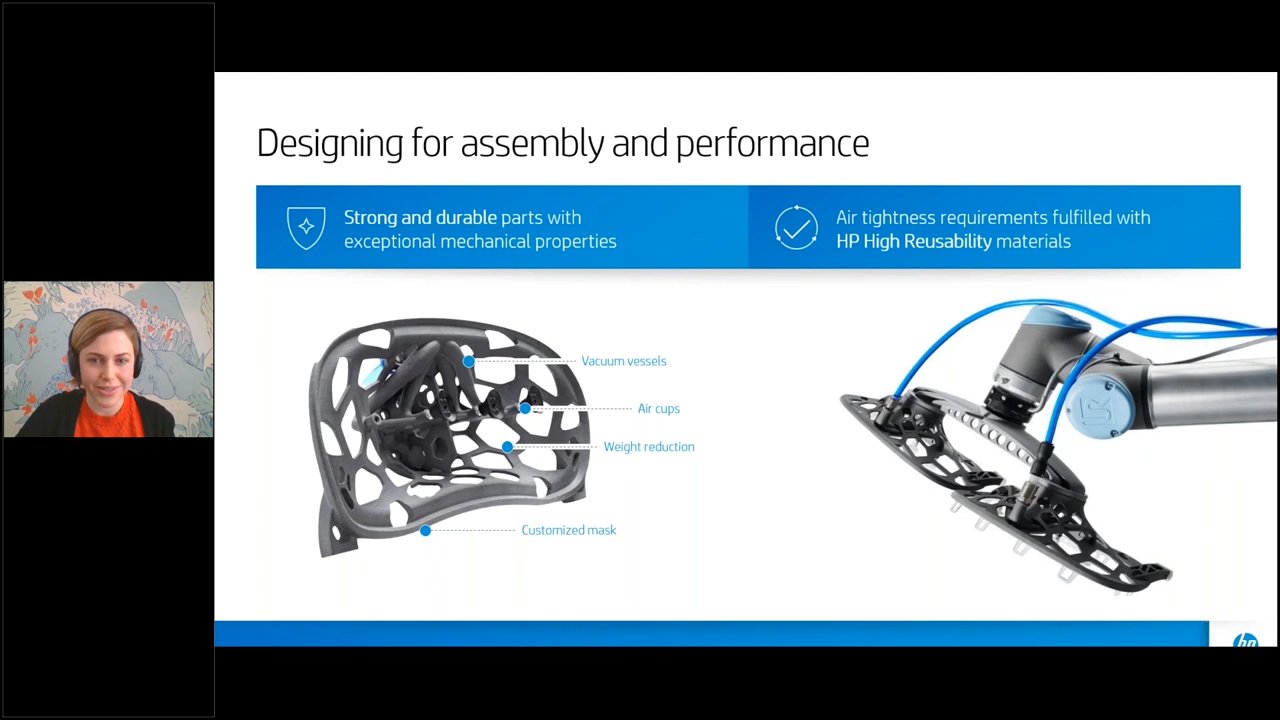 Designing for assembly and performance
Strong and durable parts with
exceptional mechanical properties
Air tightness requirements fulfilled with
HP High Reusability materials
Vacuum vessels
Air cups
Weight reduction
Customized mask
hp